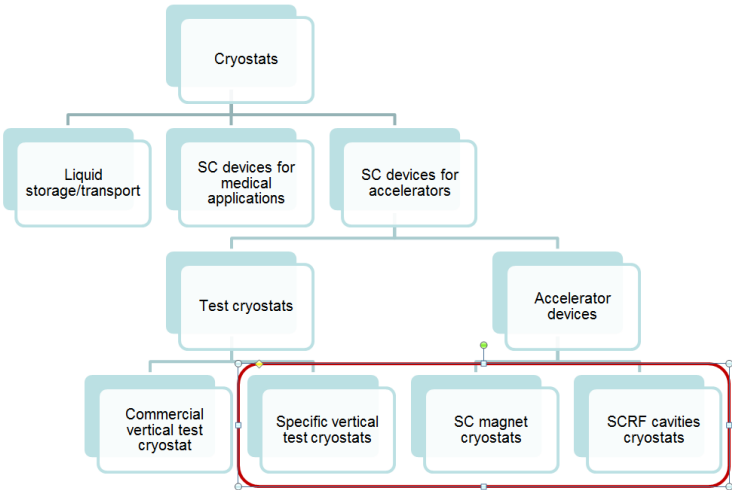 Cryostats
Liquid
storage/transport
SC devices for
medical
applications
SC devices for
accelerators
Test cryostats
Accelerator
devices
Commercial
vertical test
cryostat
Specific vertical
test cryostats
SC magnet
cryostats
SCRF cavities
cryostats